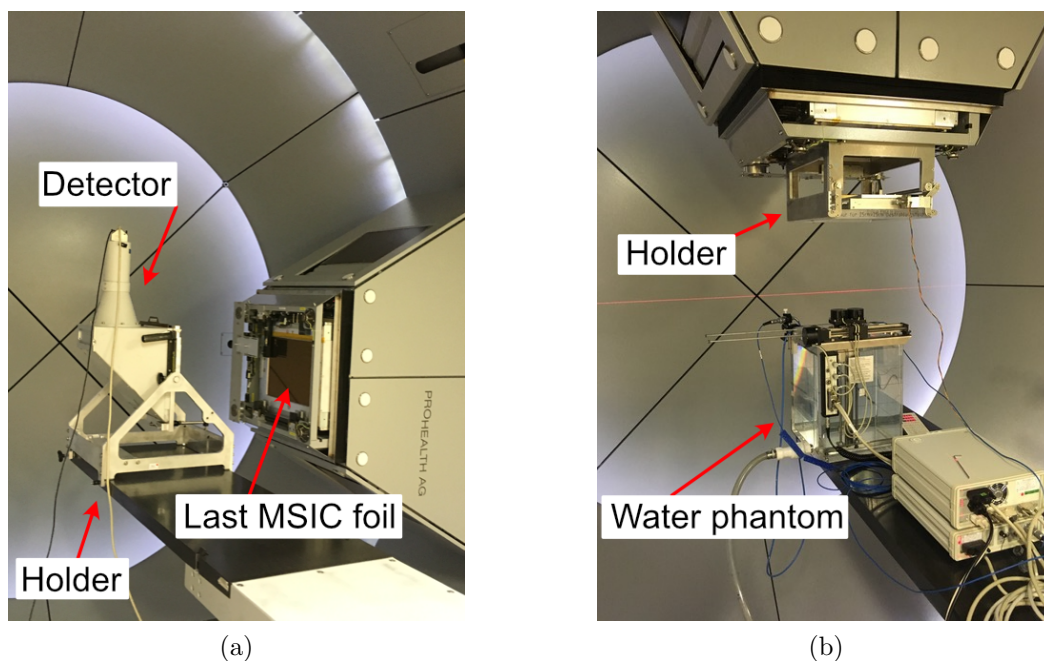 Detector
PROHEALTH AG
Last MSIC foil
Holder
(a)
Holder
Water phantom
(b)